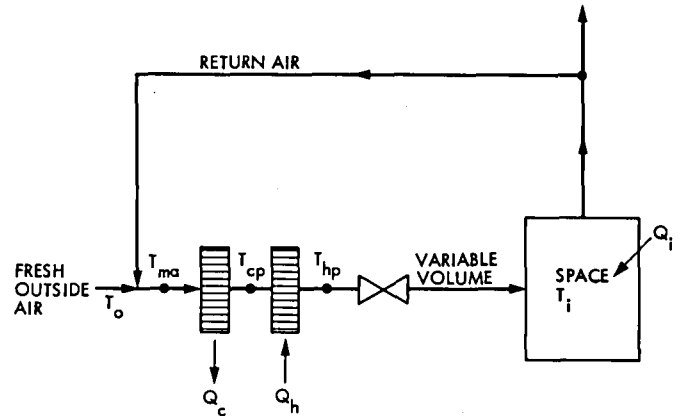 RETURN AIR
FRESH
OUTSIDE
AIR
T_o
T_ma
T_cp
T_hp
VARIABLE
VOLUME
SPACE
T_i
Q_i
Q_c
Q_h